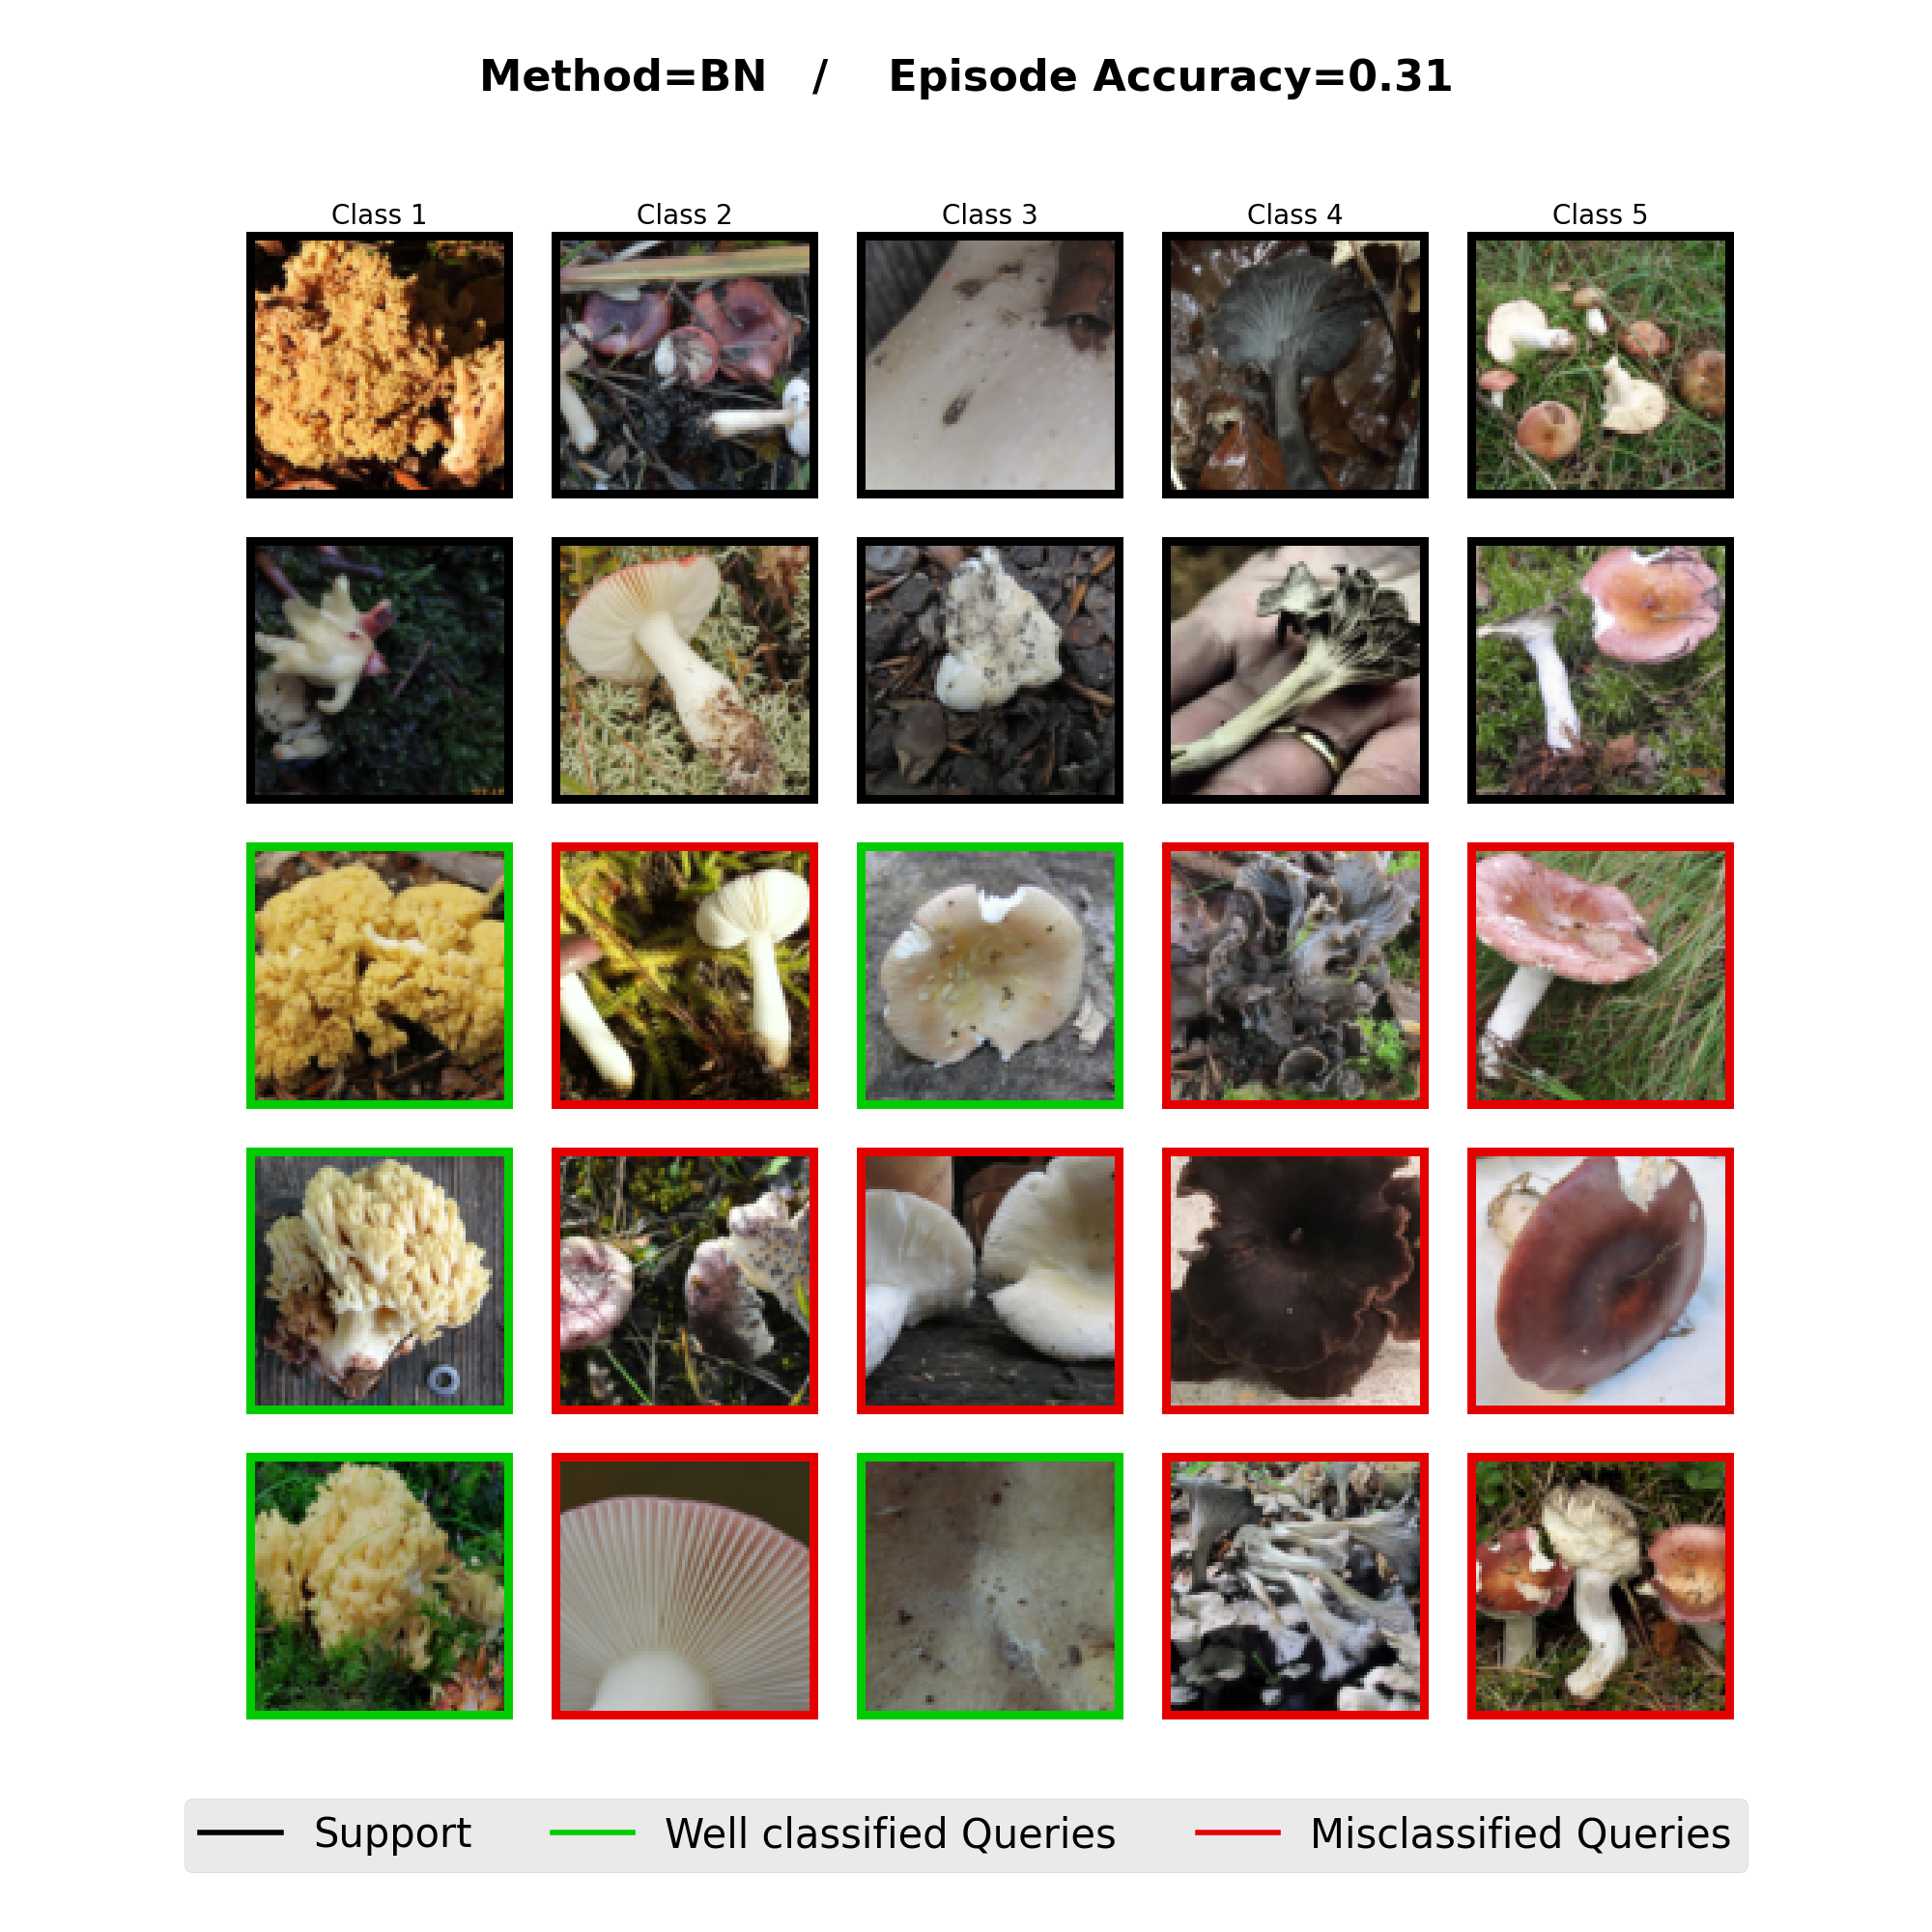 Method=BN / Episode Accuracy=0.31
Class 1 Class 2 Class 3 Class 4 Class 5
Support Well classified Queries Misclassified Queries